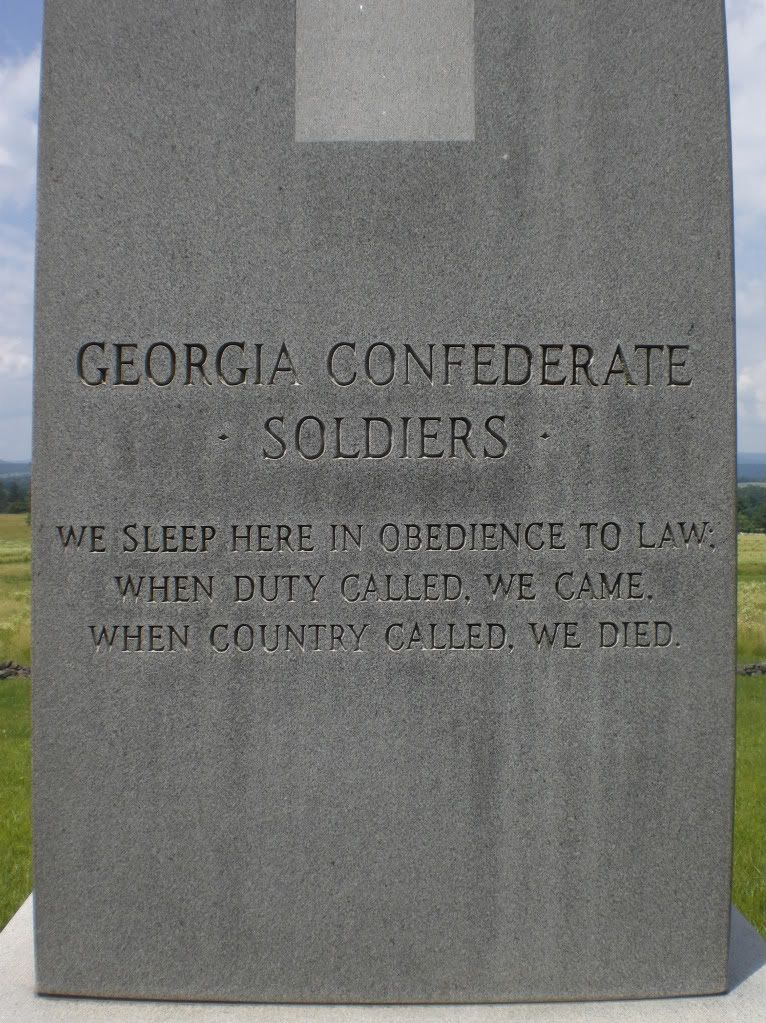 GEORGIA CONFEDERATE
· SOLDIERS ·
WE SLEEP HERE IN OBEDIENCE TO LAW;
WHEN DUTY CALLED, WE CAME,
WHEN COUNTRY CALLED, WE DIED.